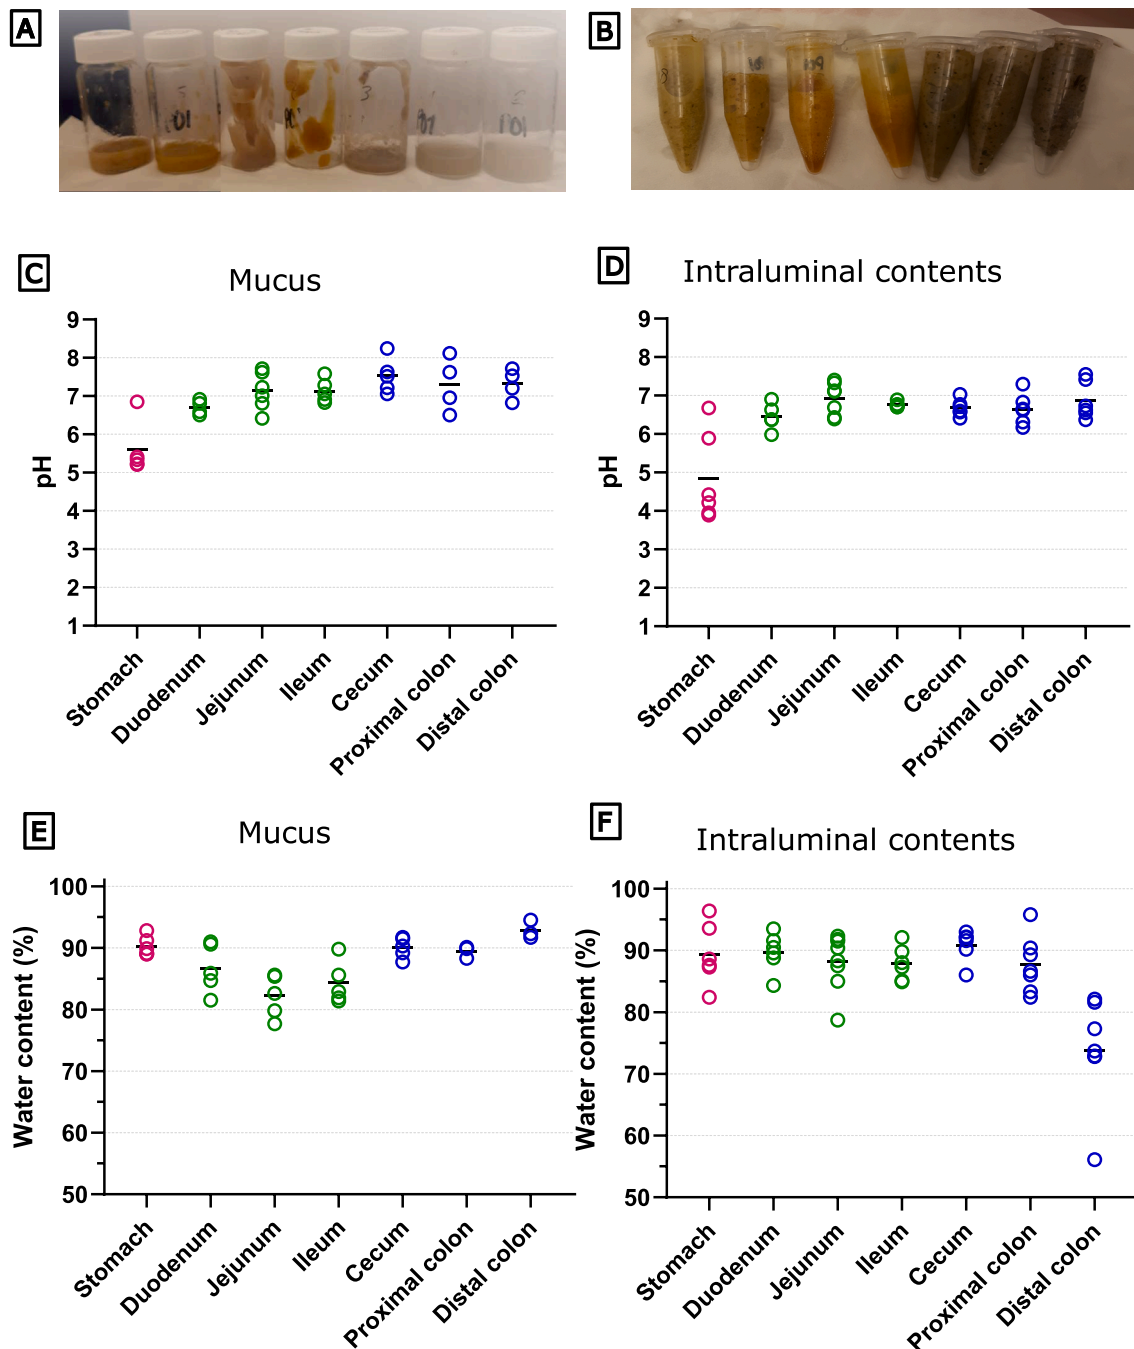 A
B
3
C
Mucus
9
8
7
6
5
4
3
2
1
pH
Stomach
Duodenum
Jejunum
Ileum
Cecum
Proximal colon
Distal colon
D
Intraluminal contents
9
8
7
6
5
4
3
2
1
pH
Stomach
Duodenum
Jejunum
Ileum
Cecum
Proximal colon
Distal colon
E
Mucus
100
90
80
70
60
50
Water content (%)
Stomach
Duodenum
Jejunum
Ileum
Cecum
Proximal colon
Distal colon
F
Intraluminal contents
100
90
80
70
60
50
Water content (%)
Stomach
Duodenum
Jejunum
Ileum
Cecum
Proximal colon
Distal colon